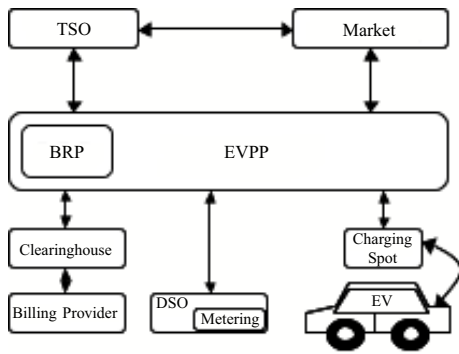 TSO
Market
BRP
EVPP
Clearinghouse
Charging
Spot
Billing Provider
DSO
Metering
EV